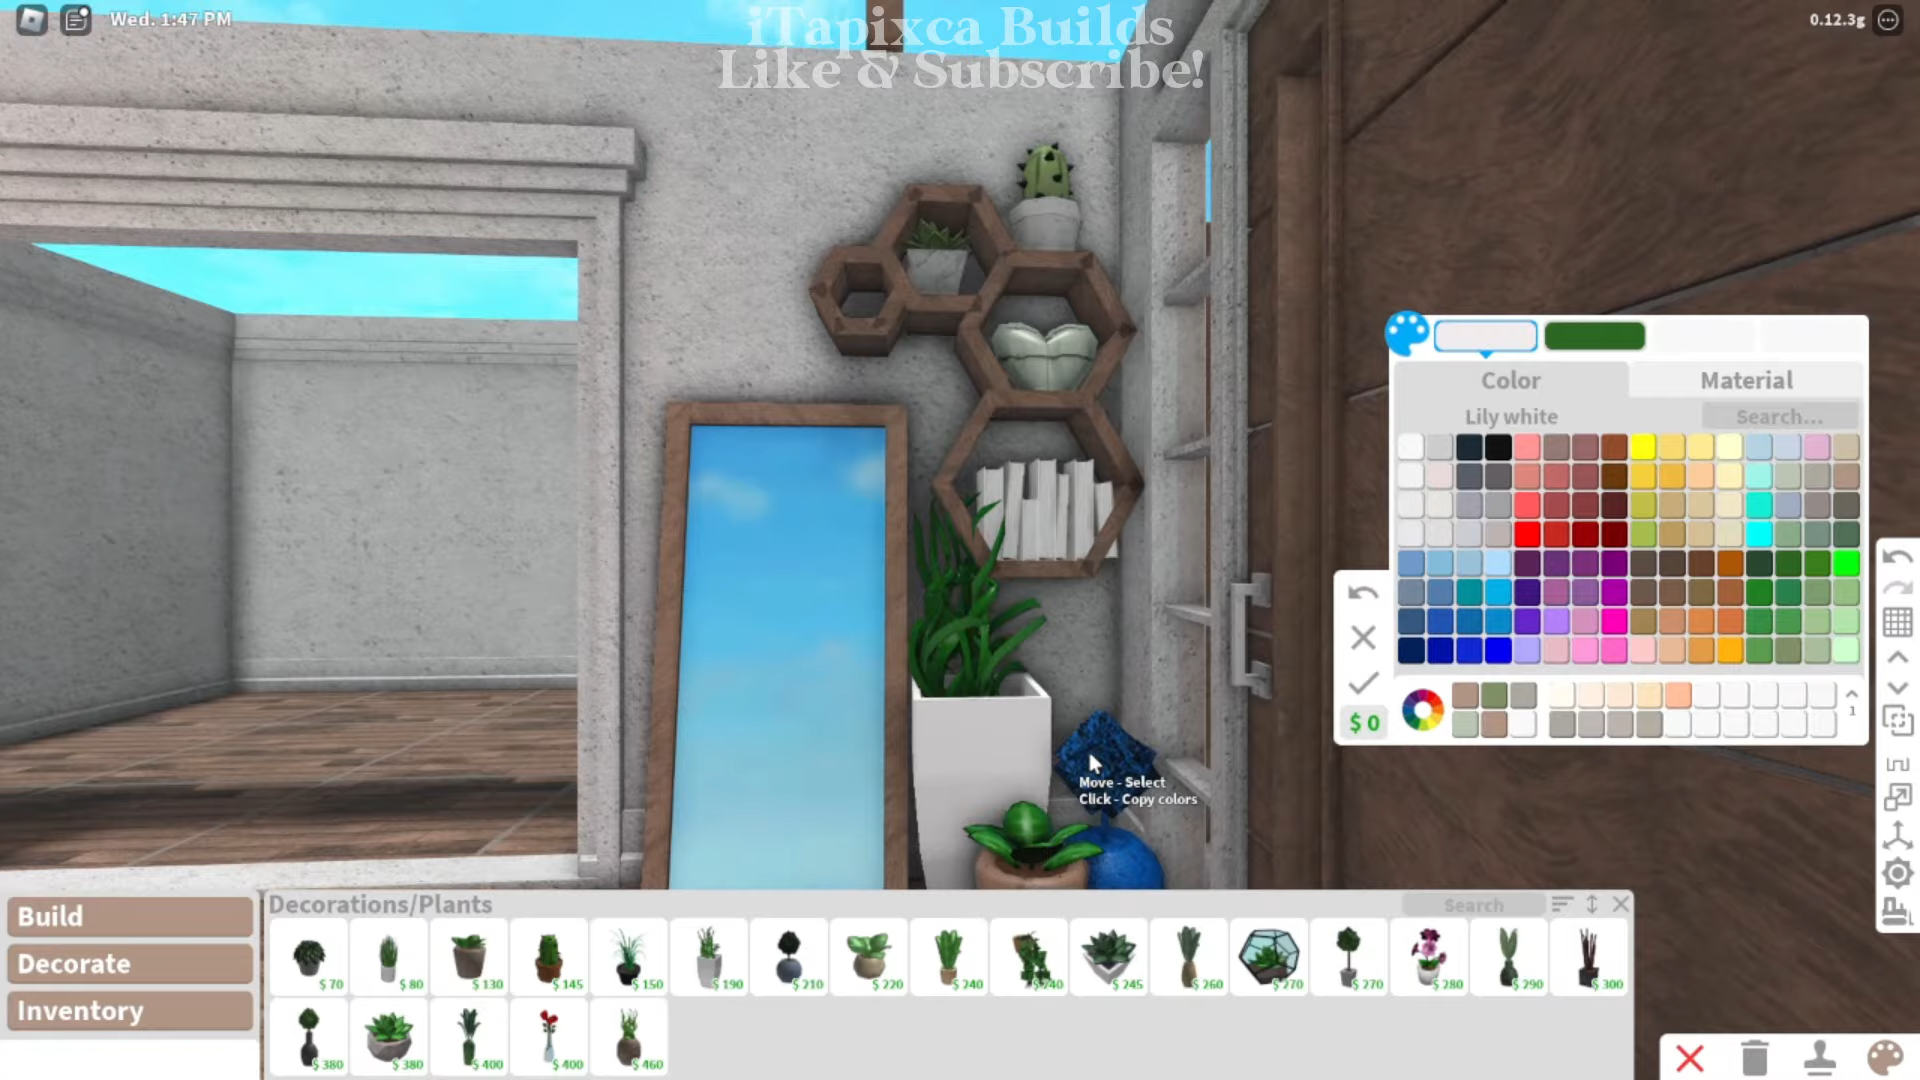 Wed. 1:47 PM
iTapixca Builds
Like & Subscribe!
0.12.3g
Color
Material
Lily white
Search...
1
$ 0
Move - Select
Click - Copy colors
Build
Decorate
Inventory
Decorations/Plants
Search
$ 70
$ 80
$ 130
$ 145
$ 150
$ 190
$ 210
$ 220
$ 240
$ 240
$ 245
$ 260
$ 270
$ 270
$ 280
$ 290
$ 300
$ 380
$ 380
$ 400
$ 400
$ 460